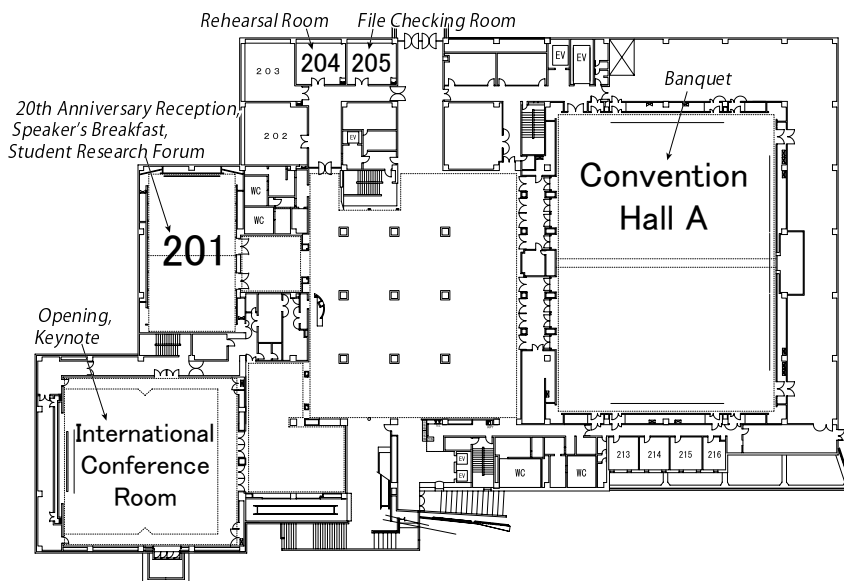 Rehearsal Room
File Checking Room
204
205
203
EV
EV
Banquet
20th Anniversary Reception,
Speaker's Breakfast,
Student Research Forum
202
EV
Convention
Hall A
WC
WC
201
Opening,
Keynote
International
Conference
Room
EV
EV
WC
WC
213
214
215
216